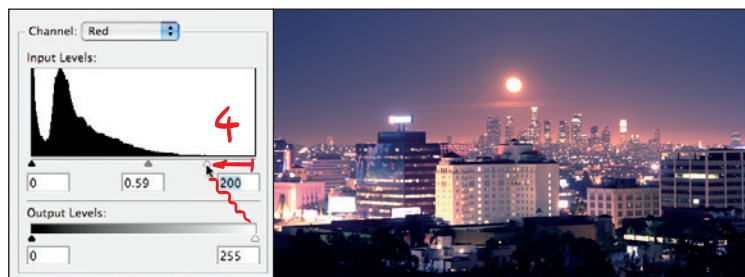 Channel: Red
Input Levels:
4
0 0.59 200
Output Levels:
0 255